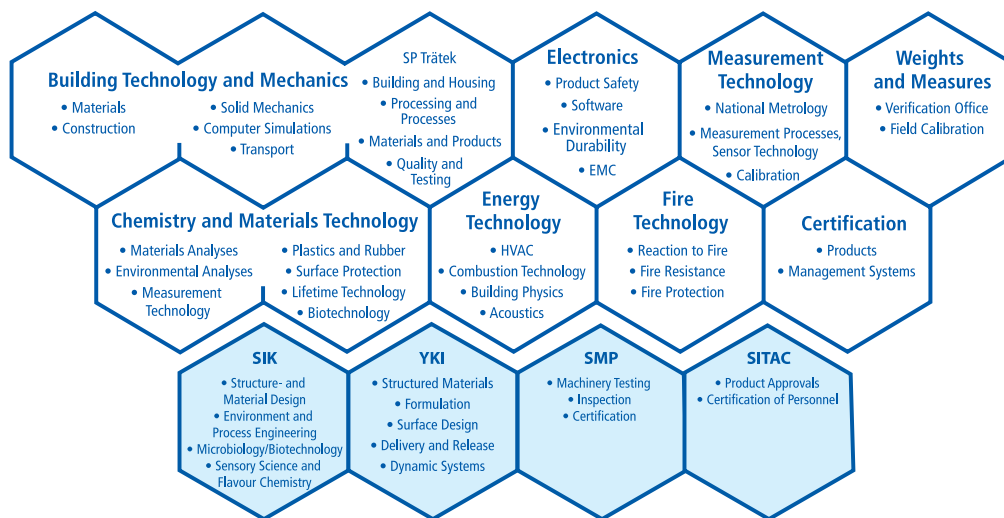 Building Technology and Mechanics
• Materials
• Construction
• Solid Mechanics
• Computer Simulations
• Transport
SP Trätek
• Building and Housing
• Processing and
Processes
• Materials and Products
• Quality and
Testing
Electronics
• Product Safety
• Software
• Environmental
Durability
• EMC
Measurement
Technology
• National Metrology
• Measurement Processes,
Sensor Technology
• Calibration
Weights
and Measures
• Verification Office
• Field Calibration
Chemistry and Materials Technology
• Materials Analyses
• Environmental Analyses
• Measurement
Technology
• Plastics and Rubber
• Surface Protection
• Lifetime Technology
• Biotechnology
Energy
Technology
• HVAC
• Combustion Technology
• Building Physics
• Acoustics
Fire
Technology
• Reaction to Fire
• Fire Resistance
• Fire Protection
Certification
• Products
• Management Systems
SIK
• Structure- and
Material Design
• Environment and
Process Engineering
• Microbiology/Biotechnology
• Sensory Science and
Flavour Chemistry
YKI
• Structured Materials
• Formulation
• Surface Design
• Delivery and Release
• Dynamic Systems
SMP
• Machinery Testing
• Inspection
• Certification
SITAC
• Product Approvals
• Certification of Personnel